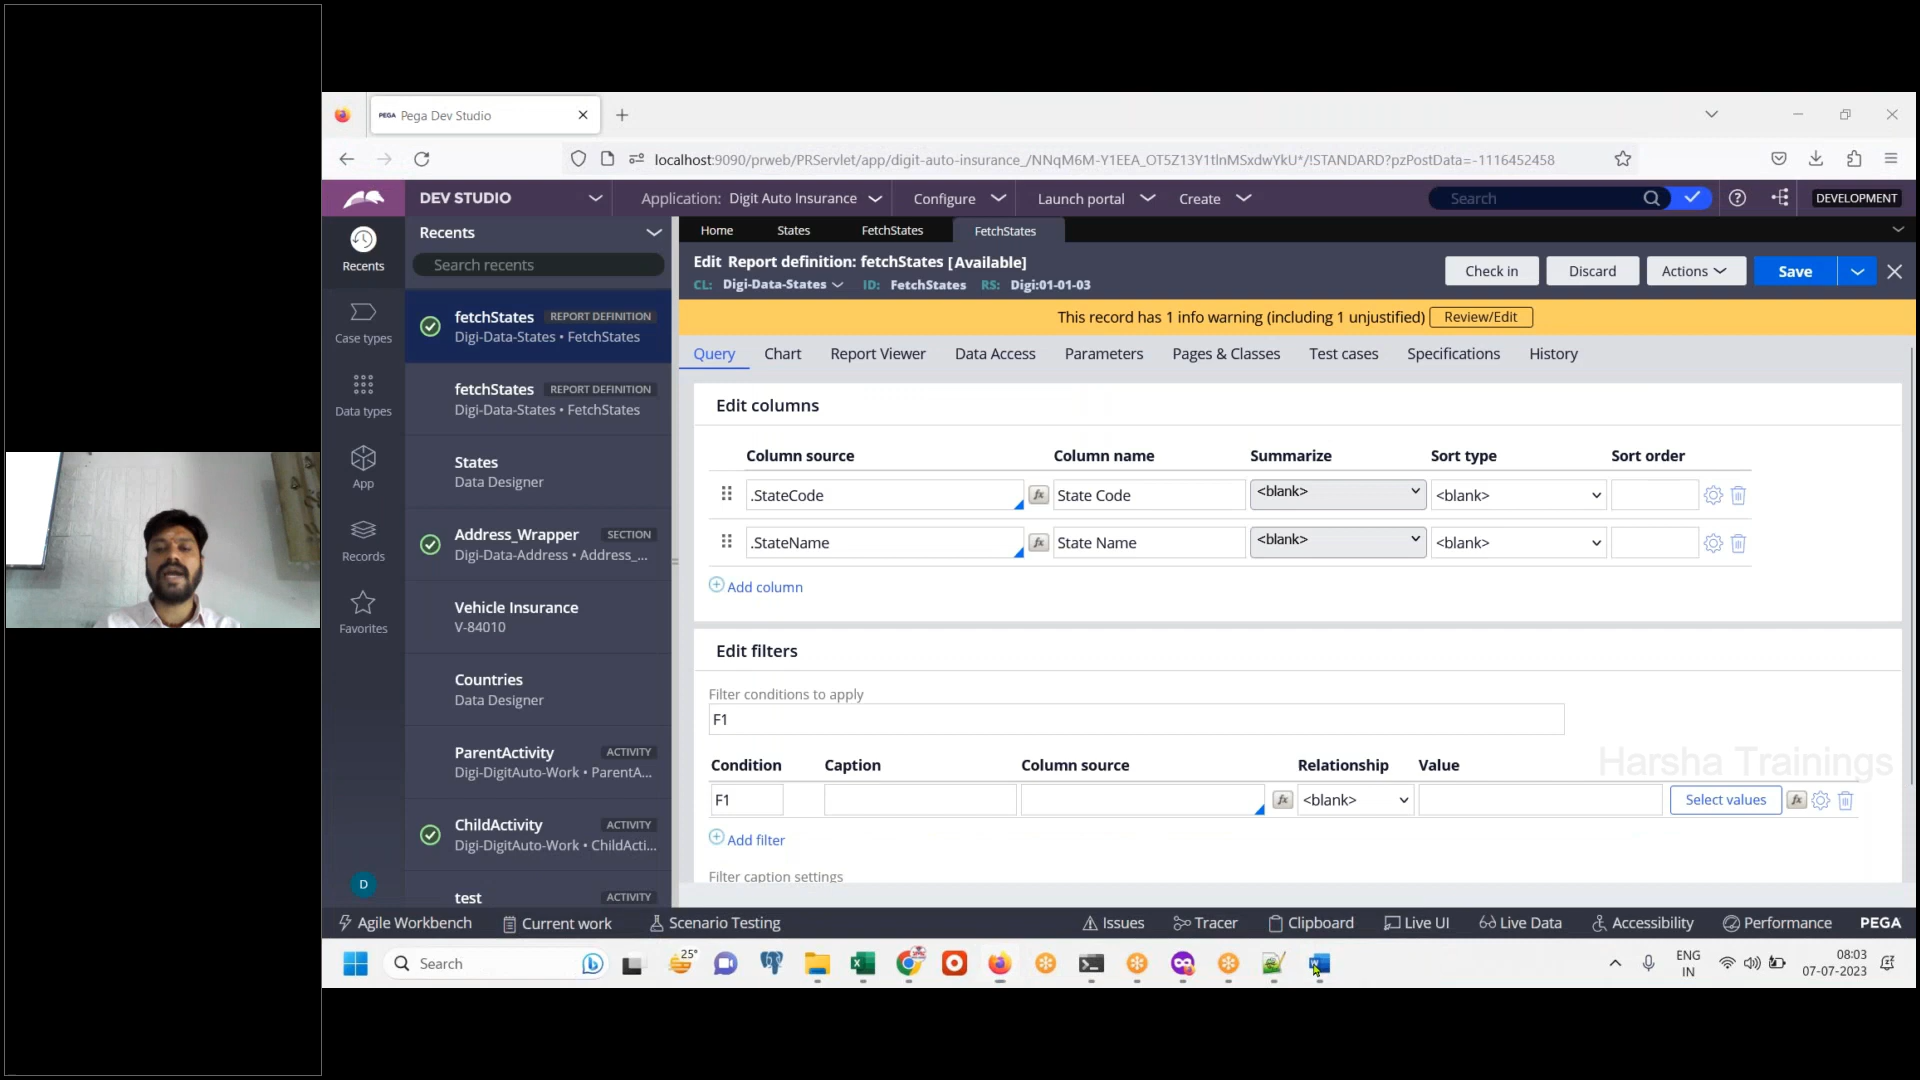 PEGA Pega Dev Studio
localhost:9090/prweb/PRServlet/app/digit-auto-insurance_/NNqM6M-Y1EEA_OT5Z13Y1tlnMSxdwYkU*/!STANDARD?pzPostData=-1116452458
DEV STUDIO
Application: Digit Auto Insurance
Configure
Launch portal
Create
Search
DEVELOPMENT
Recents
Case types
Data types
App
Records
Favorites
D
Recents
Search recents
fetchStates REPORT DEFINITION
Digi-Data-States • FetchStates
fetchStates REPORT DEFINITION
Digi-Data-States • FetchStates
States
Data Designer
Address_Wrapper SECTION
Digi-Data-Address • Address_...
Vehicle Insurance
V-84010
Countries
Data Designer
ParentActivity ACTIVITY
Digi-DigitAuto-Work • ParentA...
ChildActivity ACTIVITY
Digi-DigitAuto-Work • ChildActi...
test ACTIVITY
Home States FetchStates FetchStates
Edit Report definition: fetchStates [Available]
CL: Digi-Data-States ID: FetchStates RS: Digi:01-01-03
Check in Discard Actions Save
This record has 1 info warning (including 1 unjustified) Review/Edit
Query Chart Report Viewer Data Access Parameters Pages & Classes Test cases Specifications History
Edit columns
Column source Column name Summarize Sort type Sort order
.StateCode fx State Code <blank> <blank>
.StateName fx State Name <blank> <blank>
Add column
Edit filters
Filter conditions to apply
F1
Harsha Trainings
Condition Caption Column source Relationship Value
F1 fx <blank> Select values fx
Add filter
Filter caption settings
Agile Workbench Current work Scenario Testing Issues Tracer Clipboard Live UI Live Data Accessibility Performance PEGA
Search
25°
ENG
IN
08:03
07-07-2023